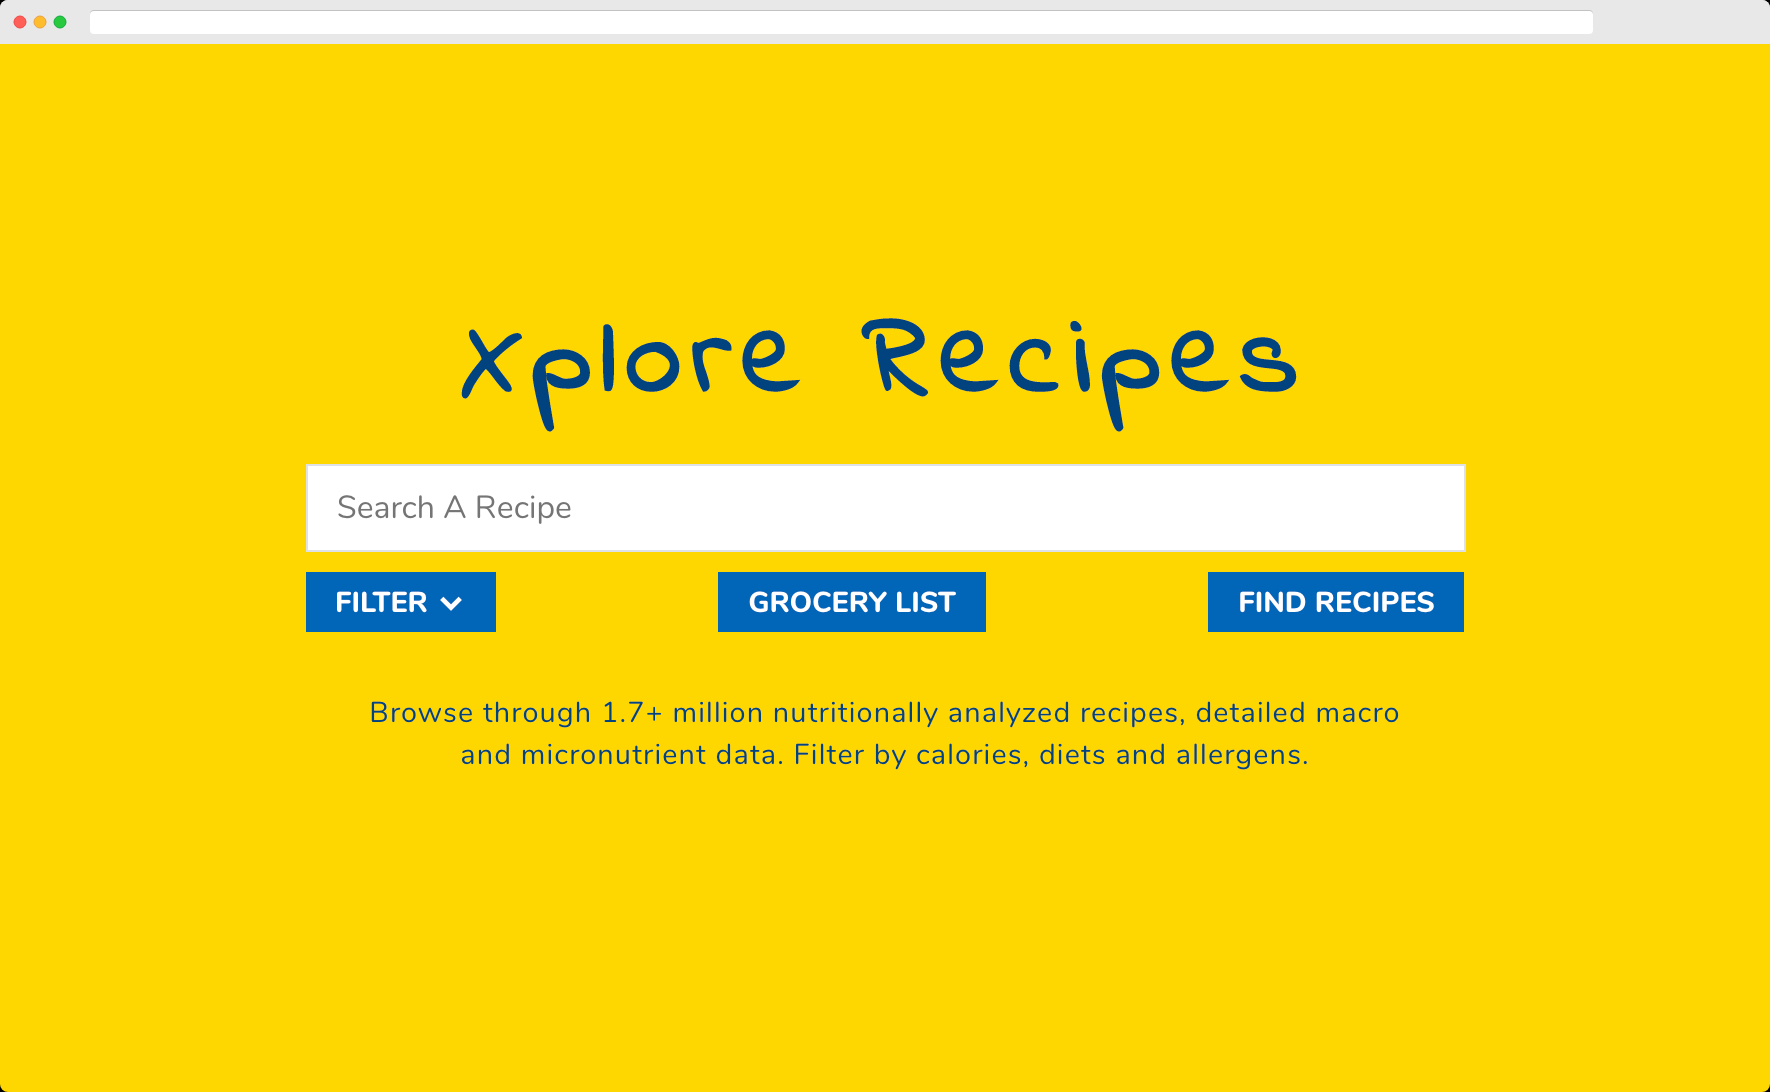 Xplore Recipes
Search A Recipe
FILTER
GROCERY LIST
FIND RECIPES
Browse through 1.7+ million nutritionally analyzed recipes, detailed macro
and micronutrient data. Filter by calories, diets and allergens.